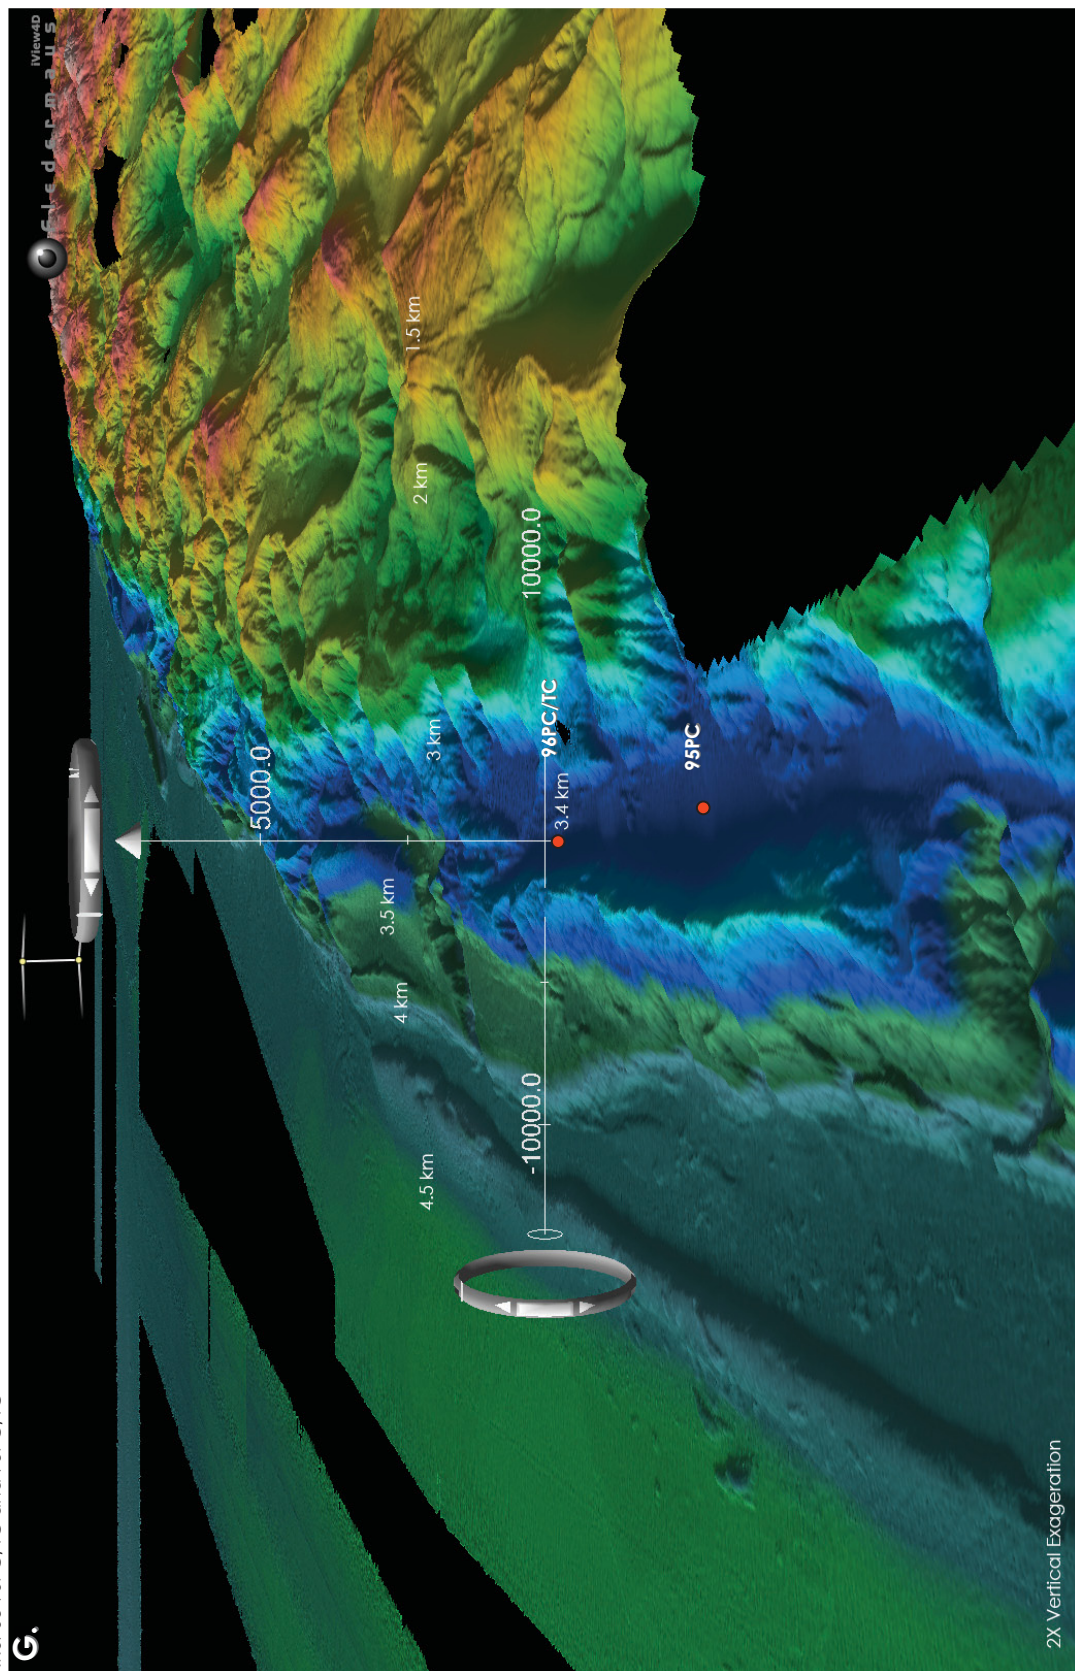 G.
iView4D
fledermaus
N
5000.0
1.5 km
2 km
10000.0
3 km
96PC/TC
3.4 km
95PC
3.5 km
4 km
-10000.0
4.5 km
2X Vertical Exageration